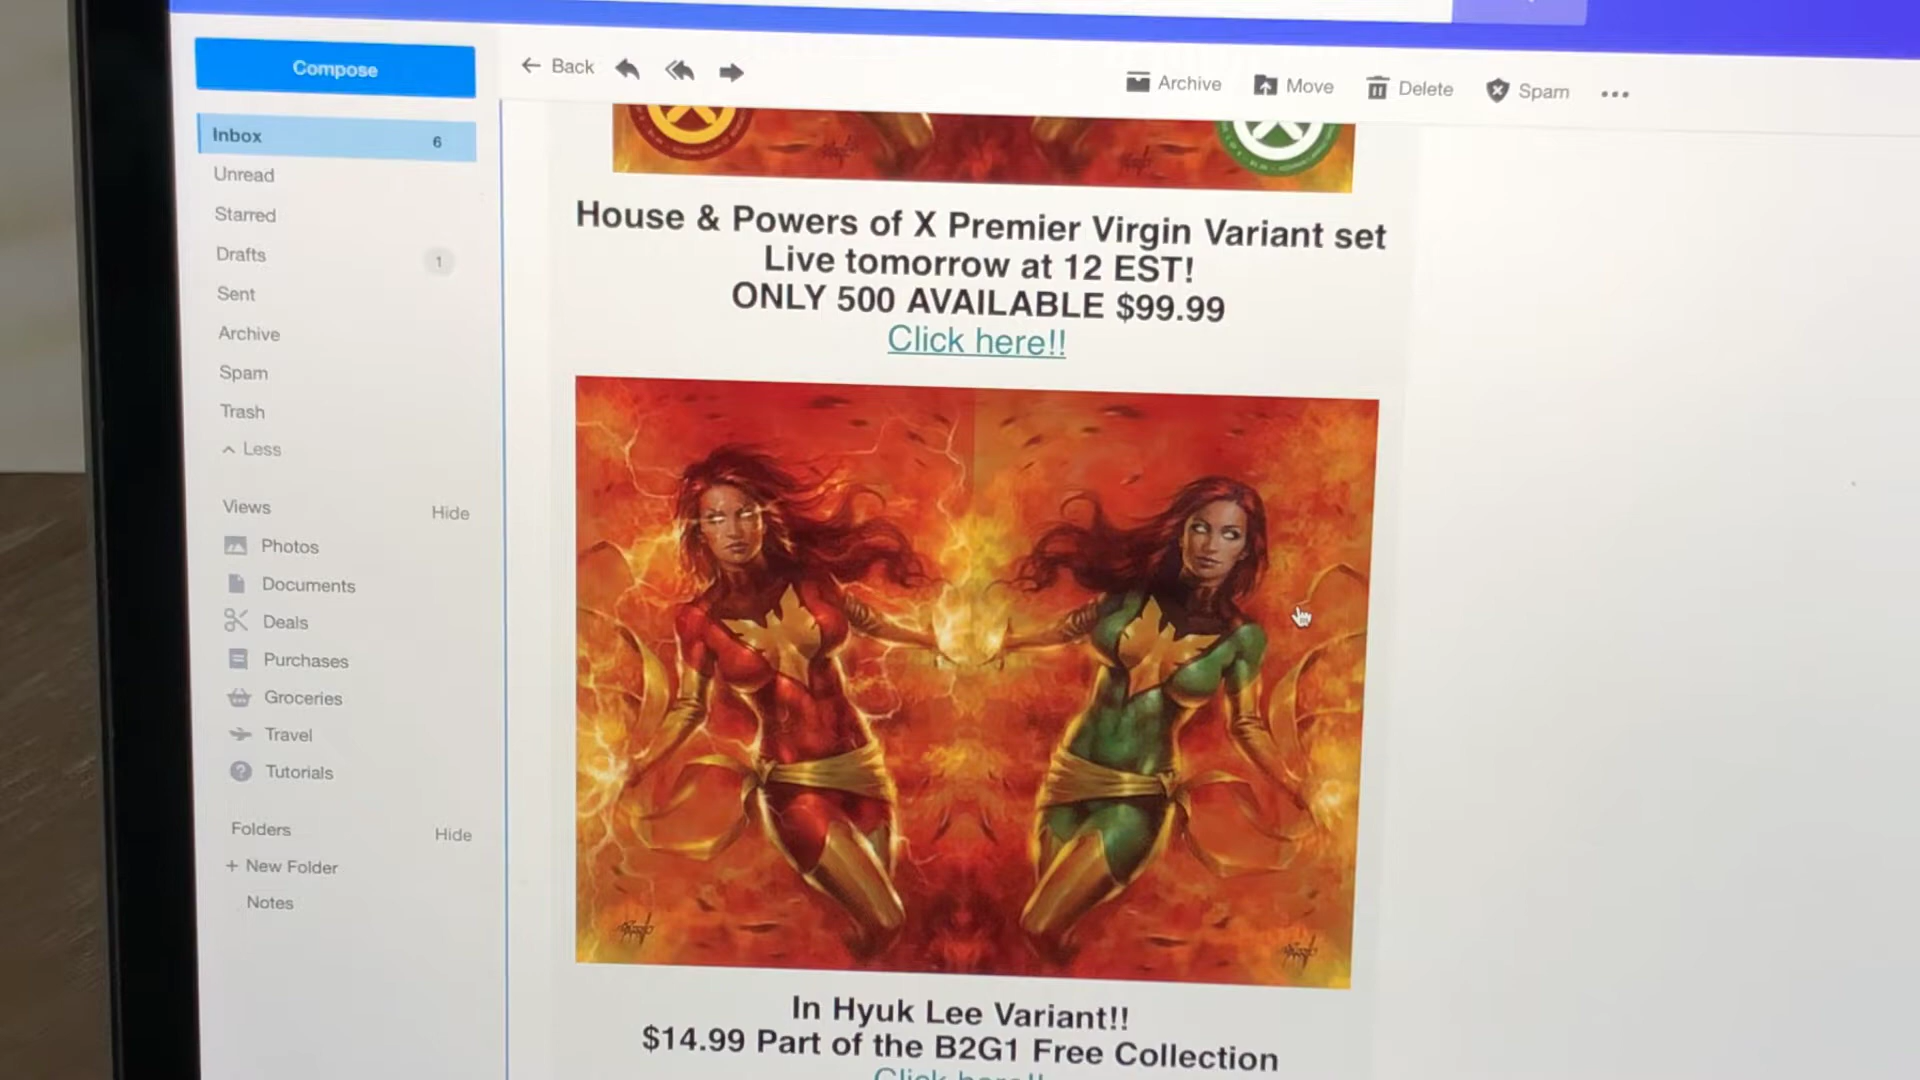 Compose
Back
Archive
Move
Delete
Spam
Inbox 6
Unread
Starred
Drafts 1
Sent
Archive
Spam
Trash
Less
Views Hide
Photos
Documents
Deals
Purchases
Groceries
Travel
Tutorials
Folders Hide
+ New Folder
Notes
House & Powers of X Premier Virgin Variant set
Live tomorrow at 12 EST!
ONLY 500 AVAILABLE $99.99
Click here!!
In Hyuk Lee Variant!!
$14.99 Part of the B2G1 Free Collection
Click here!!